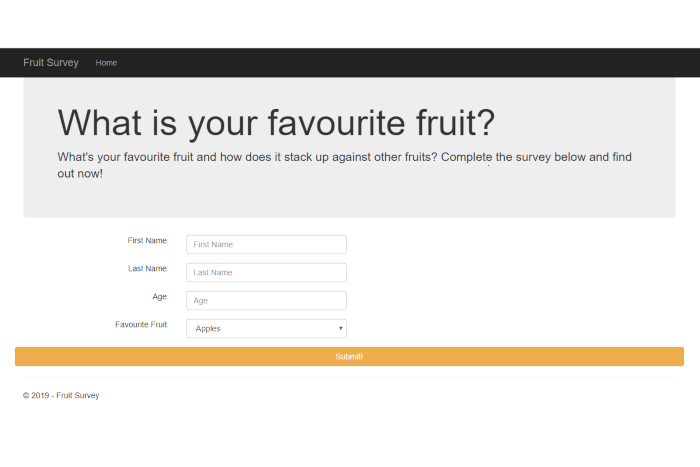 Fruit Survey Home
What is your favourite fruit?
What's your favourite fruit and how does it stack up against other fruits? Complete the survey below and find
out now!
First Name: First Name
Last Name: Last Name
Age: Age
Favourite Fruit: Apples
Submit!
© 2019 - Fruit Survey